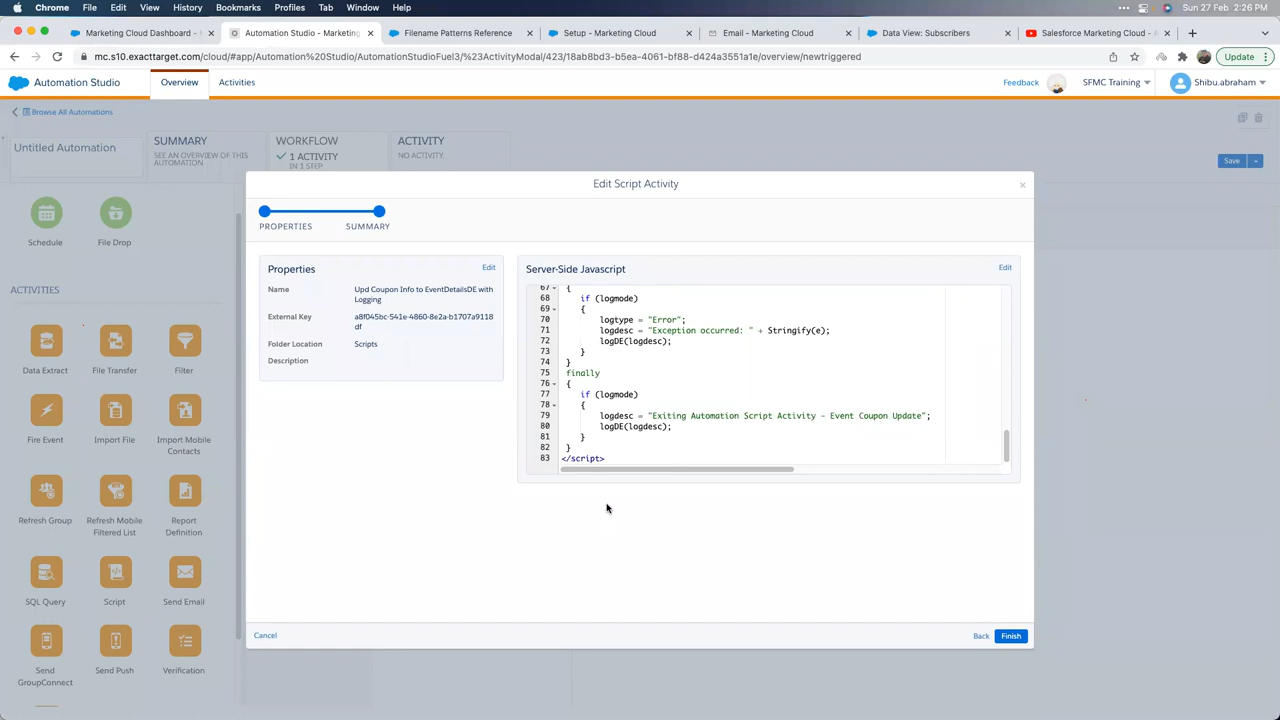 Chrome File Edit View History Bookmarks Profiles Tab Window Help
Sun 27 Feb 2:26 PM
Marketing Cloud Dashboard -
Automation Studio - Marketing
Filename Patterns Reference
Setup - Marketing Cloud
Email - Marketing Cloud
Data View: Subscribers
Salesforce Marketing Cloud - A
mc.s10.exacttarget.com/cloud/#app/Automation%20Studio/AutomationStudioFuel3/%23ActivityModal/423/18ab8bd3-b5ea-4061-bf88-d424a3551a1e/overview/newtriggered
Update
Automation Studio
Overview
Activities
Feedback
SFMC Training
Shibu.abraham
Browse All Automations
Untitled Automation
SUMMARY
SEE AN OVERVIEW OF THIS
AUTOMATION
WORKFLOW
1 ACTIVITY
IN 1 STEP
ACTIVITY
NO ACTIVITY.
Save
Schedule
File Drop
ACTIVITIES
Data Extract
File Transfer
Filter
Fire Event
Import File
Import Mobile
Contacts
Refresh Group
Refresh Mobile
Filtered List
Report
Definition
SQL Query
Script
Send Email
Send
GroupConnect
Send Push
Verification
Edit Script Activity
PROPERTIES
SUMMARY
Properties
Edit
Name
Upd Coupon Info to EventDetailsDE with
Logging
External Key
a8f045bc-541e-4860-8e2a-b1707a9118
df
Folder Location
Scripts
Description
Server-Side Javascript
Edit
67 {
68 if (logmode)
69 {
70 logtype = "Error";
71 logdesc = "Exception occurred: " + Stringify(e);
72 logDE(logdesc);
73 }
74 }
75 finally
76 {
77 if (logmode)
78 {
79 logdesc = "Exiting Automation Script Activity - Event Coupon Update";
80 logDE(logdesc);
81 }
82 }
83 </script>
Cancel
Back
Finish